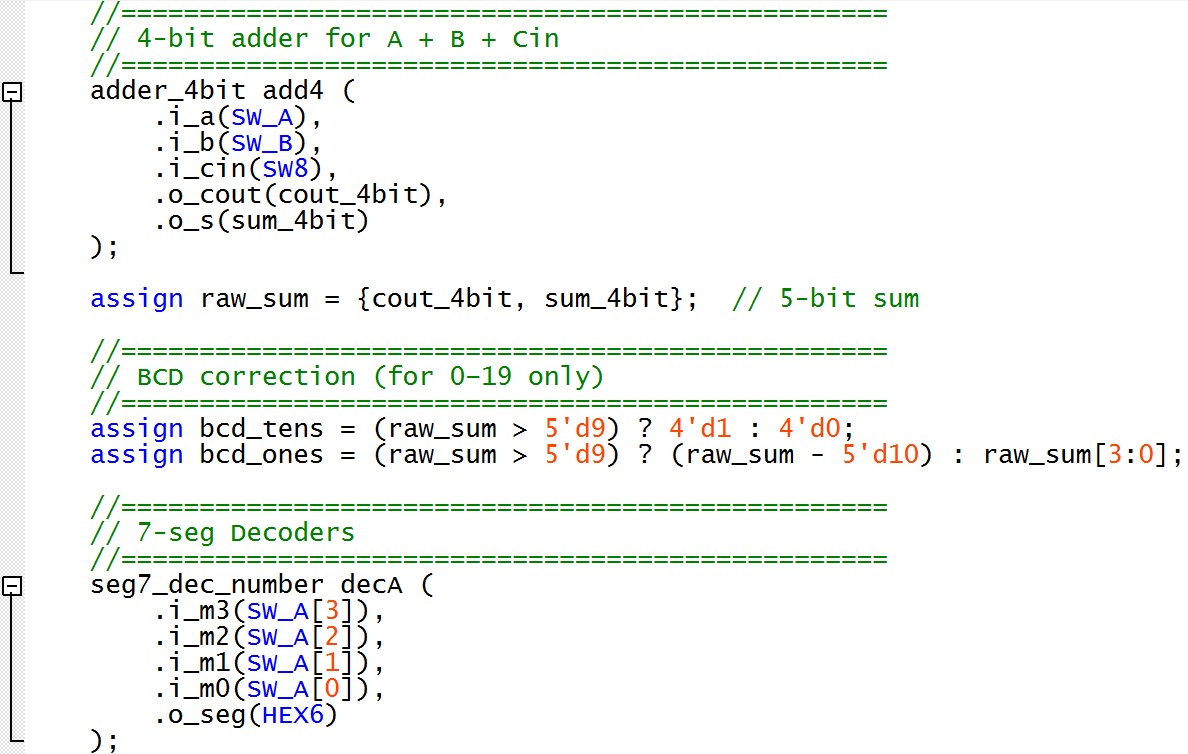 //=================================================
// 4-bit adder for A + B + Cin
//=================================================
adder_4bit add4 (
.i_a(SW_A),
.i_b(SW_B),
.i_cin(SW8),
.o_cout(cout_4bit),
.o_s(sum_4bit)
);
assign raw_sum = {cout_4bit, sum_4bit};  // 5-bit sum
//=================================================
// BCD correction (for 0–19 only)
//=================================================
assign bcd_tens = (raw_sum > 5'd9) ? 4'd1 : 4'd0;
assign bcd_ones = (raw_sum > 5'd9) ? (raw_sum - 5'd10) : raw_sum[3:0];
//=================================================
// 7-seg Decoders
//=================================================
seg7_dec_number decA (
.i_m3(SW_A[3]),
.i_m2(SW_A[2]),
.i_m1(SW_A[1]),
.i_m0(SW_A[0]),
.o_seg(HEX6)
);